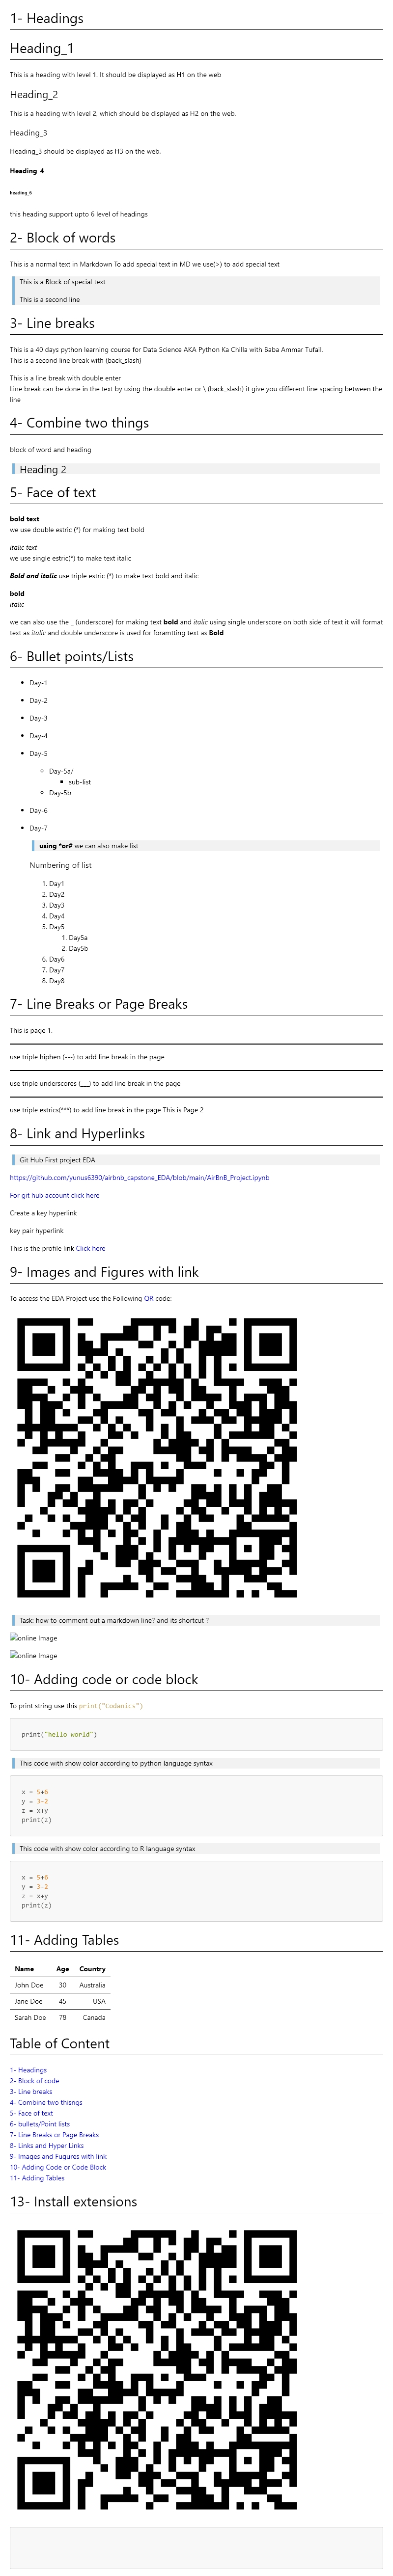 1- Headings
Heading_1
This is a heading with level 1. It should be displayed as H1 on the web
Heading_2
This is a heading with level 2, which should be displayed as H2 on the web.
Heading_3
Heading_3 should be displayed as H3 on the web.
Heading_4
heading_6
this heading support upto 6 level of headings
2- Block of words
This is a normal text in Markdown To add special text in MD we use(>) to add special text
This is a Block of special text
This is a second line
3- Line breaks
This is a 40 days python learning course for Data Science AKA Python Ka Chilla with Baba Ammar Tufail.
This is a second line break with (back_slash)
This is a line break with double enter
Line break can be done in the text by using the double enter or \ (back_slash) it give you different line spacing between the
line
4- Combine two things
block of word and heading
Heading 2
5- Face of text
bold text
we use double estric (*) for making text bold
italic text
we use single estric(*) to make text italic
Bold and italic use triple estric (*) to make text bold and italic
bold
italic
we can also use the _ (underscore) for making text bold and italic using single underscore on both side of text it will format
text as italic and double underscore is used for foramtting text as Bold
6- Bullet points/Lists
• Day-1
• Day-2
• Day-3
• Day-4
• Day-5
◦ Day-5a/
▪ sub-list
◦ Day-5b
• Day-6
• Day-7
using *or# we can also make list
Numbering of list
1. Day1
2. Day2
3. Day3
4. Day4
5. Day5
1. Day5a
2. Day5b
6. Day6
7. Day7
8. Day8
7- Line Breaks or Page Breaks
This is page 1.
use triple hiphen (---) to add line break in the page
use triple underscores (___) to add line break in the page
use triple estrics(***) to add line break in the page This is Page 2
8- Link and Hyperlinks
Git Hub First project EDA
https://github.com/yunus6390/airbnb_capstone_EDA/blob/main/AirBnB_Project.ipynb
For git hub account click here
Create a key hyperlink
key pair hyperlink
This is the profile link Click here
9- Images and Figures with link
To access the EDA Project use the Following QR code:
Task: how to comment out a markdown line? and its shortcut ?
online Image
online Image
10- Adding code or code block
To print string use this print("Codanics")
print("hello world")
This code with show color according to python language syntax
x = 5+6
y = 3-2
z = x+y
print(z)
This code with show color according to R language syntax
x = 5+6
y = 3-2
z = x+y
print(z)
11- Adding Tables
Name Age Country
John Doe 30 Australia
Jane Doe 45 USA
Sarah Doe 78 Canada
Table of Content
1- Headings
2- Block of code
3- Line breaks
4- Combine two thisngs
5- Face of text
6- bullets/Point lists
7- Line Breaks or Page Breaks
8- Links and Hyper Links
9- Images and Fugures with link
10- Adding Code or Code Block
11- Adding Tables
13- Install extensions